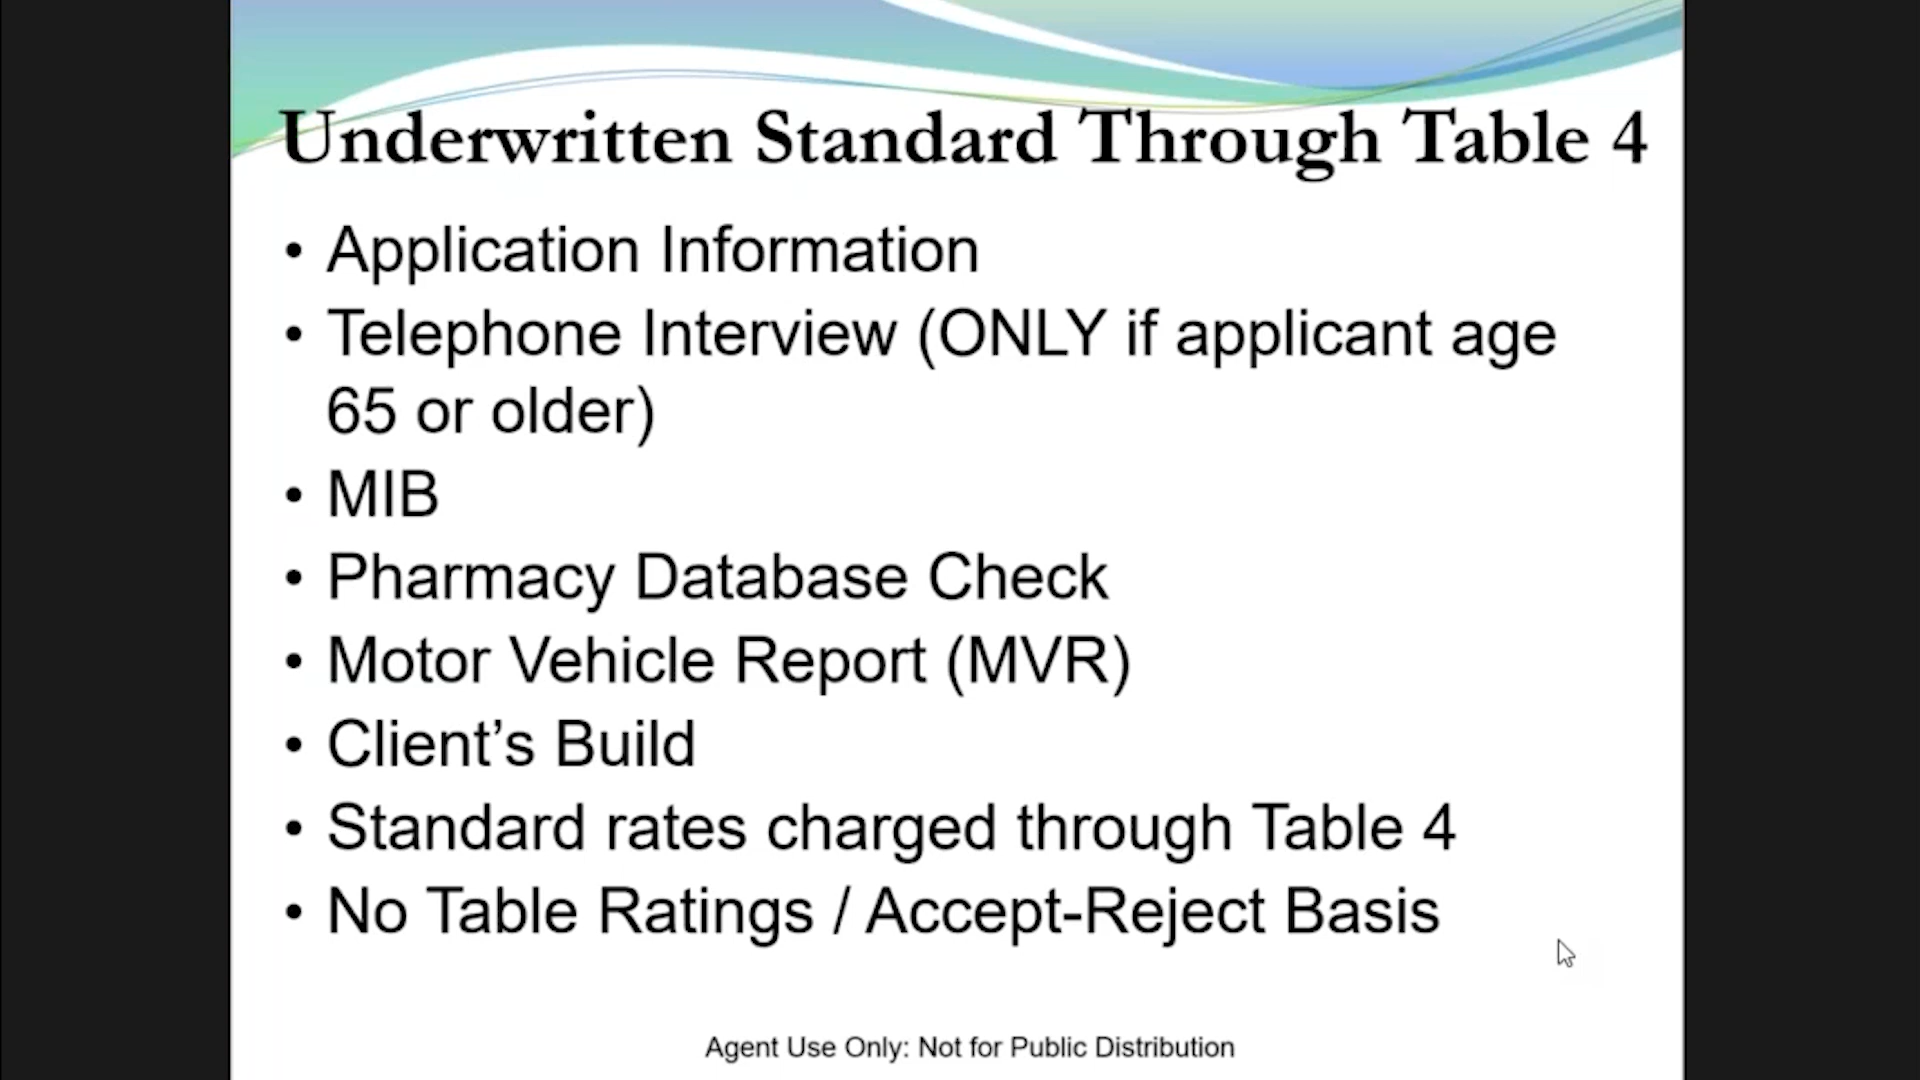 Underwritten Standard Through Table 4
• Application Information
• Telephone Interview (ONLY if applicant age
65 or older)
• MIB
• Pharmacy Database Check
• Motor Vehicle Report (MVR)
• Client’s Build
• Standard rates charged through Table 4
• No Table Ratings / Accept-Reject Basis
Agent Use Only: Not for Public Distribution